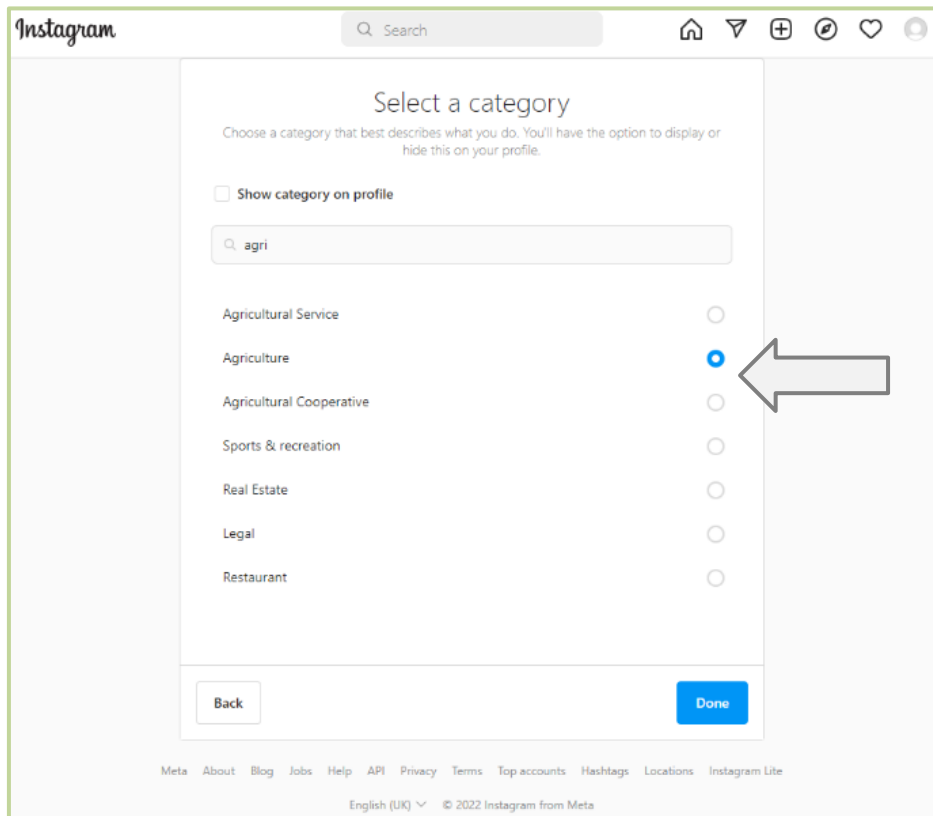 Instagram
Search
Select a category
Choose a category that best describes what you do. You'll have the option to display or
hide this on your profile.
Show category on profile
agri
Agricultural Service
Agriculture
Agricultural Cooperative
Sports & recreation
Real Estate
Legal
Restaurant
Back
Done
Meta About Blog Jobs Help API Privacy Terms Top accounts Hashtags Locations Instagram Lite
English (UK) © 2022 Instagram from Meta